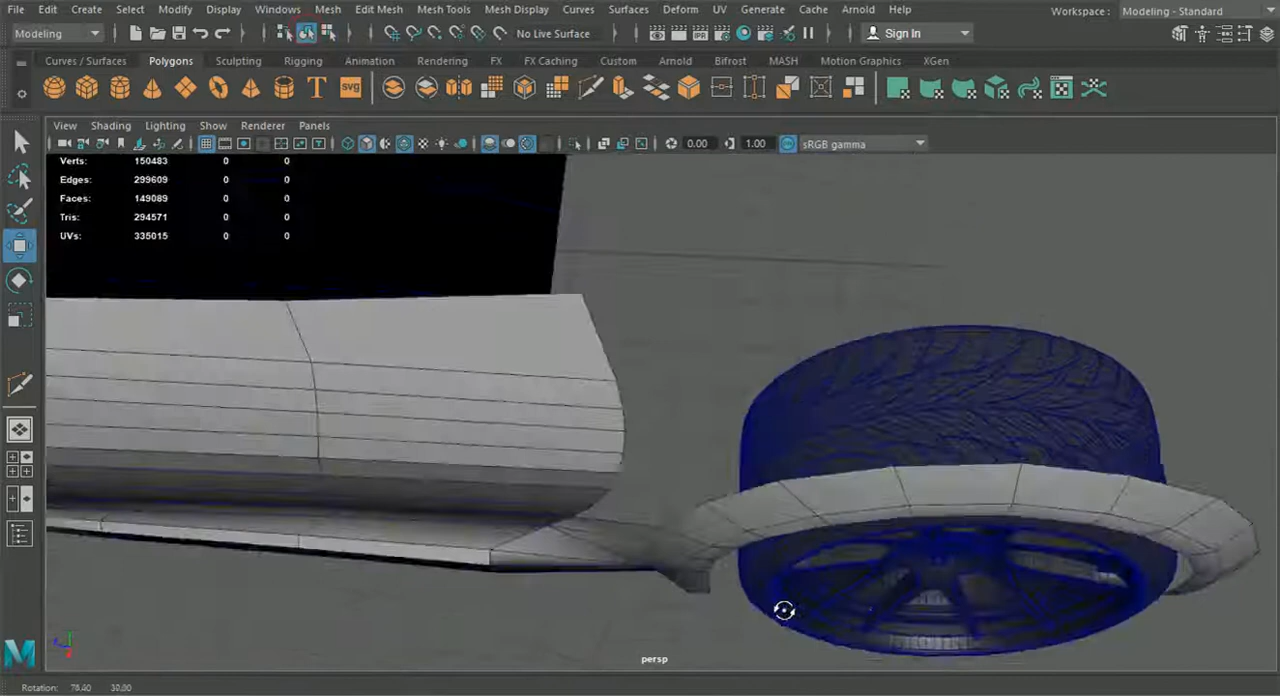 File Edit Create Select Modify Display Windows Mesh Edit Mesh Mesh Tools Mesh Display Curves Surfaces Deform UV Generate Cache Arnold Help Workspace: Modeling - Standard
Modeling No Live Surface Sign In
Curves / Surfaces Polygons Sculpting Rigging Animation Rendering FX FX Caching Custom Arnold Bifrost MASH Motion Graphics XGen
T SVG
View Shading Lighting Show Renderer Panels
0.00 1.00 sRGB gamma
Verts: 150483 0 0
Edges: 299609 0 0
Faces: 149089 0 0
Tris: 294571 0 0
UVs: 335015 0 0
persp
Rotation: